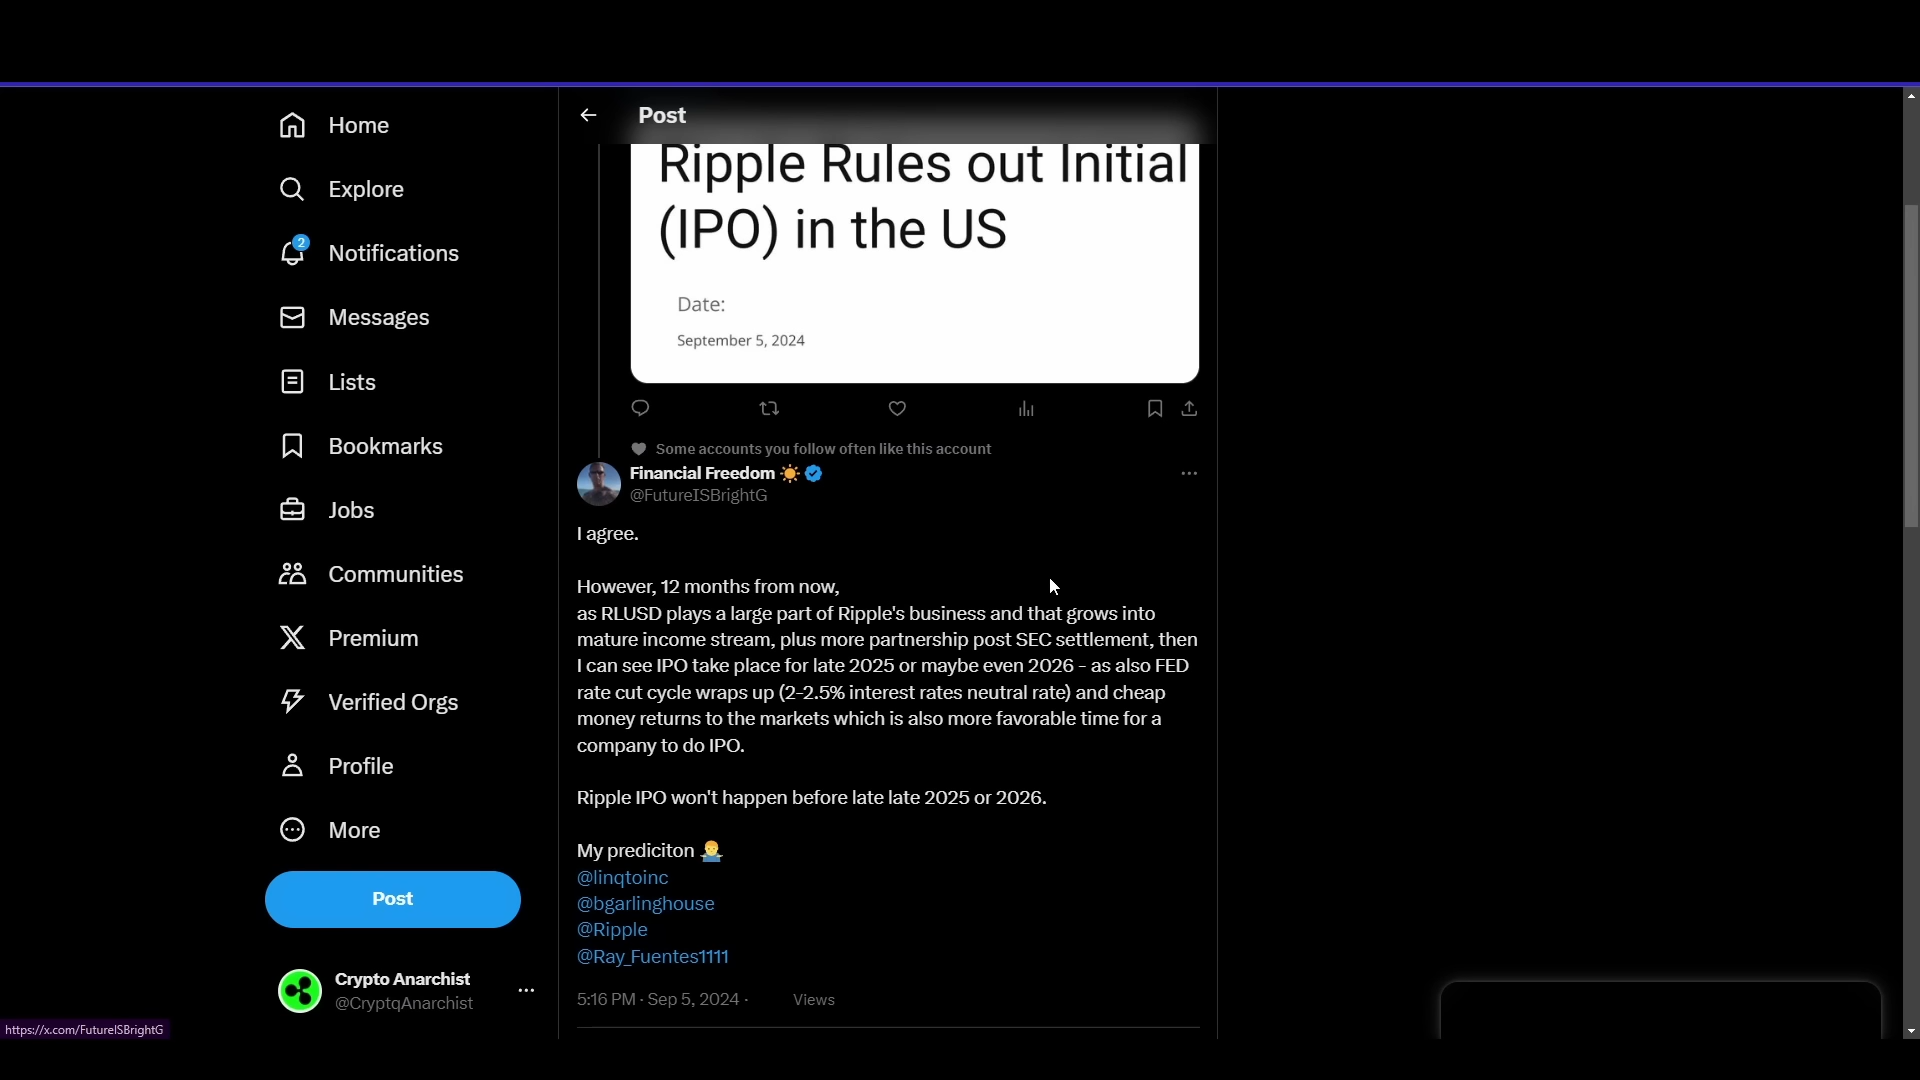 Home
Explore
2
Notifications
Messages
Lists
Bookmarks
Jobs
Communities
Premium
Verified Orgs
Profile
More
Post
Crypto Anarchist
@CryptqAnarchist
Post
Ripple Rules out Initial
(IPO) in the US
Date:
September 5, 2024
Some accounts you follow often like this account
Financial Freedom
@FutureISBrightG
I agree.
However, 12 months from now,
as RLUSD plays a large part of Ripple's business and that grows into
mature income stream, plus more partnership post SEC settlement, then
I can see IPO take place for late 2025 or maybe even 2026 - as also FED
rate cut cycle wraps up (2-2.5% interest rates neutral rate) and cheap
money returns to the markets which is also more favorable time for a
company to do IPO.
Ripple IPO won't happen before late late 2025 or 2026.
My prediciton
@linqtoinc
@bgarlinghouse
@Ripple
@Ray_Fuentes1111
5:16 PM · Sep 5, 2024 ·
Views
https://x.com/FutureISBrightG